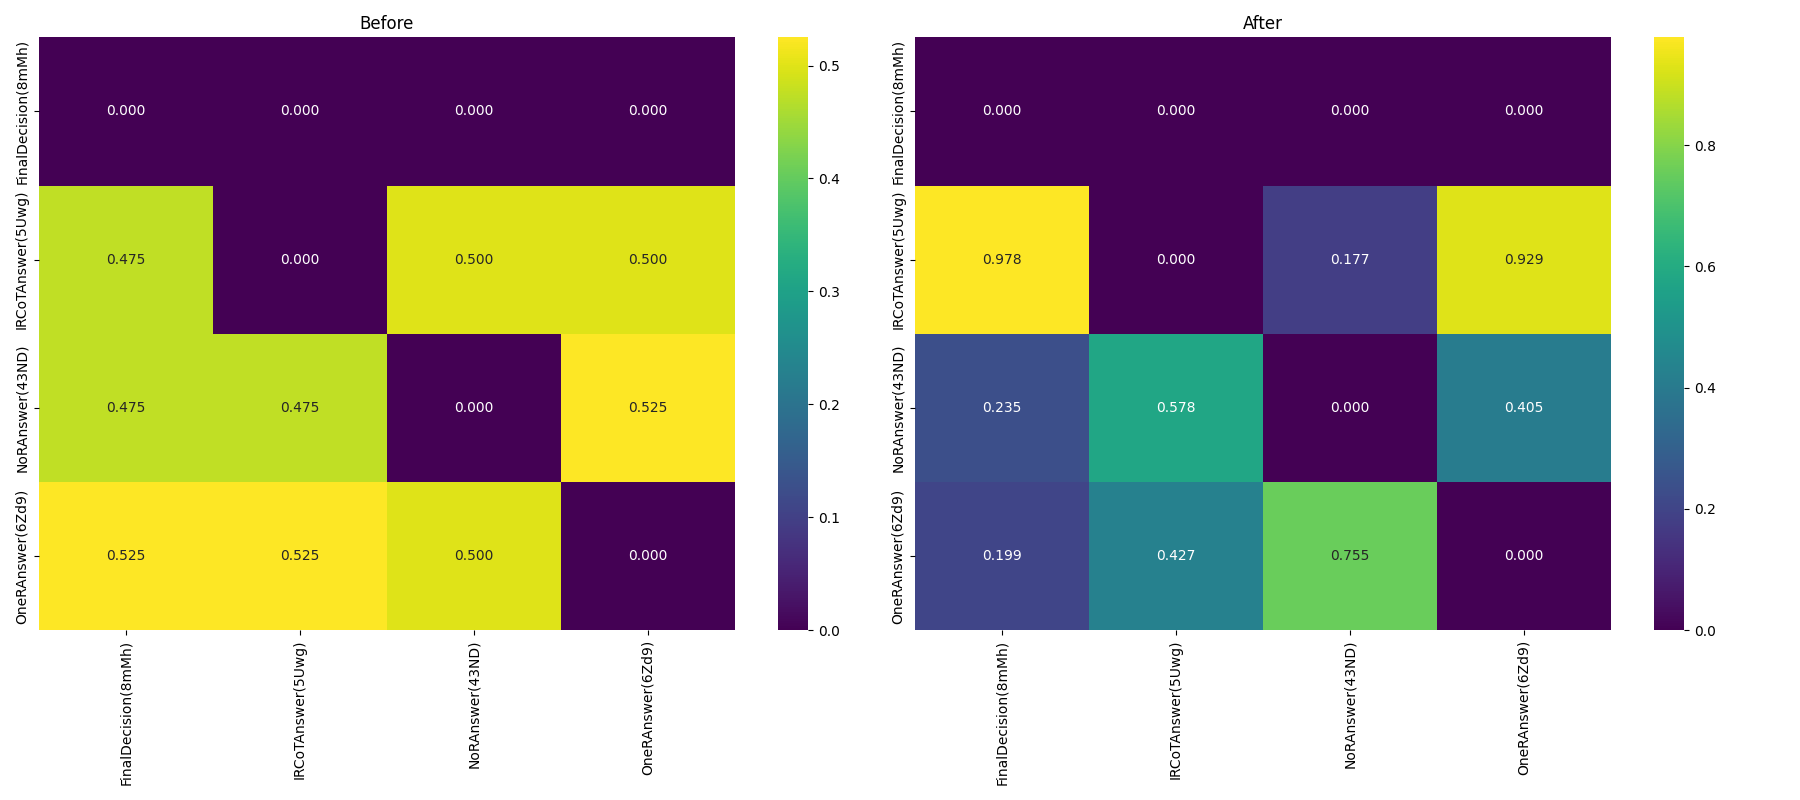 Before
FinalDecision(8mMh)
IRCoTAnswer(5Uwg)
NoRAnswer(43ND)
OneRAnswer(6Zd9)
0.000 0.000 0.000 0.000
0.475 0.000 0.500 0.500
0.475 0.475 0.000 0.525
0.525 0.525 0.500 0.000
FinalDecision(8mMh)
IRCoTAnswer(5Uwg)
NoRAnswer(43ND)
OneRAnswer(6Zd9)
0.5
0.4
0.3
0.2
0.1
0.0
After
FinalDecision(8mMh)
IRCoTAnswer(5Uwg)
NoRAnswer(43ND)
OneRAnswer(6Zd9)
0.000 0.000 0.000 0.000
0.978 0.000 0.177 0.929
0.235 0.578 0.000 0.405
0.199 0.427 0.755 0.000
FinalDecision(8mMh)
IRCoTAnswer(5Uwg)
NoRAnswer(43ND)
OneRAnswer(6Zd9)
0.8
0.6
0.4
0.2
0.0